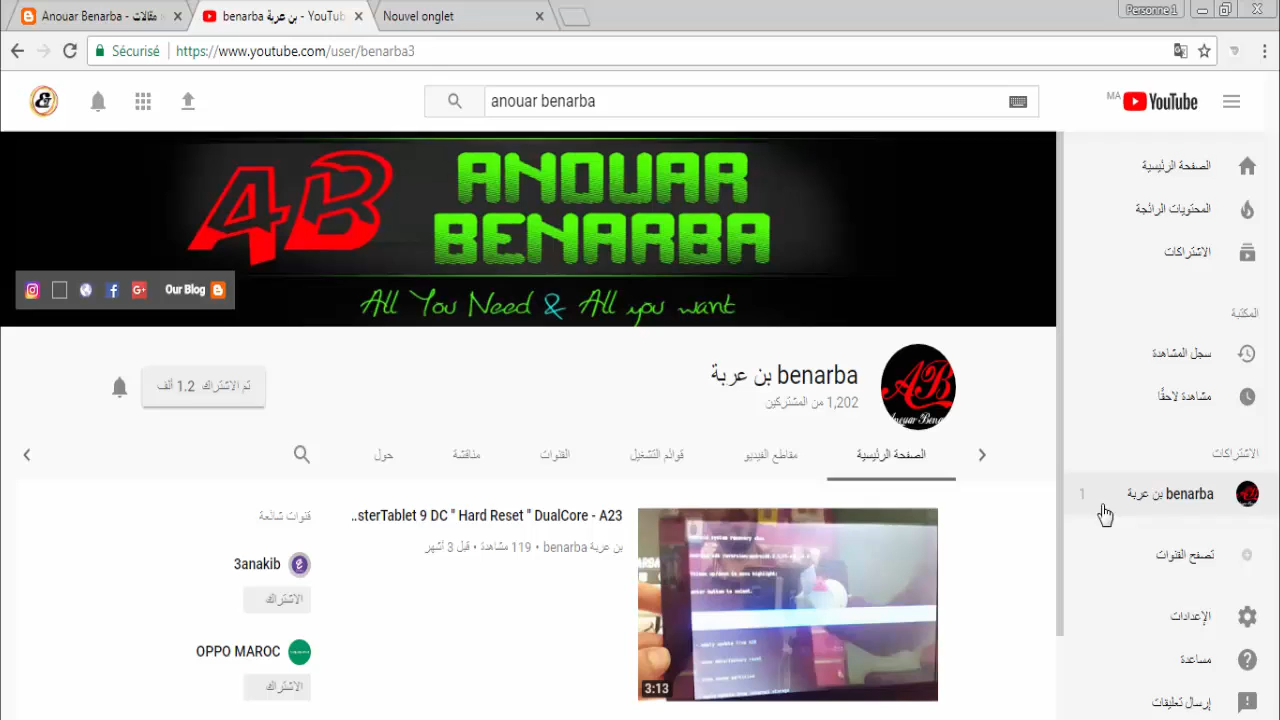 Anouar Benarba مقالات
benarba بن عربة - YouTub
Nouvel onglet
Personne 1
Sécurisé
https://www.youtube.com/user/benarba3
&
anouar benarba
MA
YouTube
AB
ANOUAR
BENARBA
Our Blog
All You Need & All you want
الصفحة الرئيسية
المحتويات الرائجة
الاشتراكات
المكتبة
سجل المشاهدة
مشاهدة لاحقًا
الاشتراكات
benarba بن عربة
1
تصفح القنوات
الإعدادات
مساعدة
إرسال تعليقات
benarba بن عربة
1,202 من المشتركين
تم الاشتراك 1.2 ألف
AB
الصفحة الرئيسية
مقاطع الفيديو
قوائم التشغيل
القنوات
مناقشة
حول
..sterTablet 9 DC " Hard Reset " DualCore - A23
بن عربة benarba • 119 مشاهدة • قبل 3 أشهر
3:13
قنوات شائعة
3anakib
الاشتراك
OPPO MAROC
الاشتراك